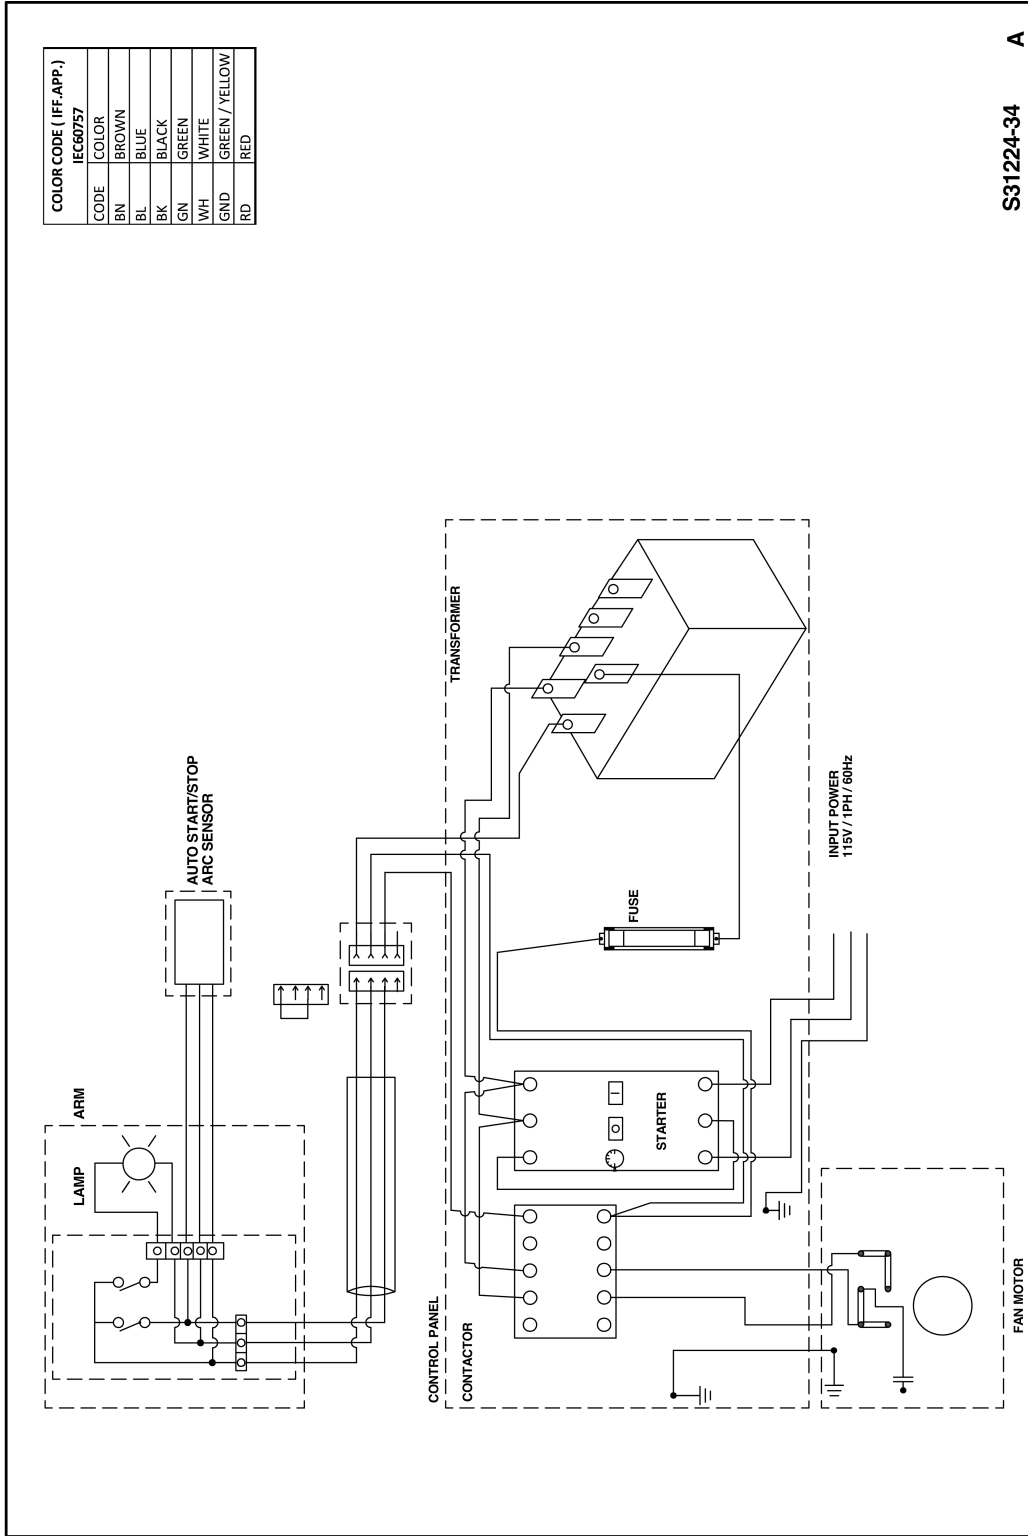 COLOR CODE ( IFF.APP.)
IEC60757
CODE COLOR
BN BROWN
BL BLUE
BK BLACK
GN GREEN
WH WHITE
GND GREEN / YELLOW
RD RED
ARM
LAMP
AUTO START/STOP
ARC SENSOR
CONTROL PANEL
CONTACTOR
TRANSFORMER
STARTER
FUSE
INPUT POWER
115V / 1PH / 60Hz
FAN MOTOR
S31224-34
A